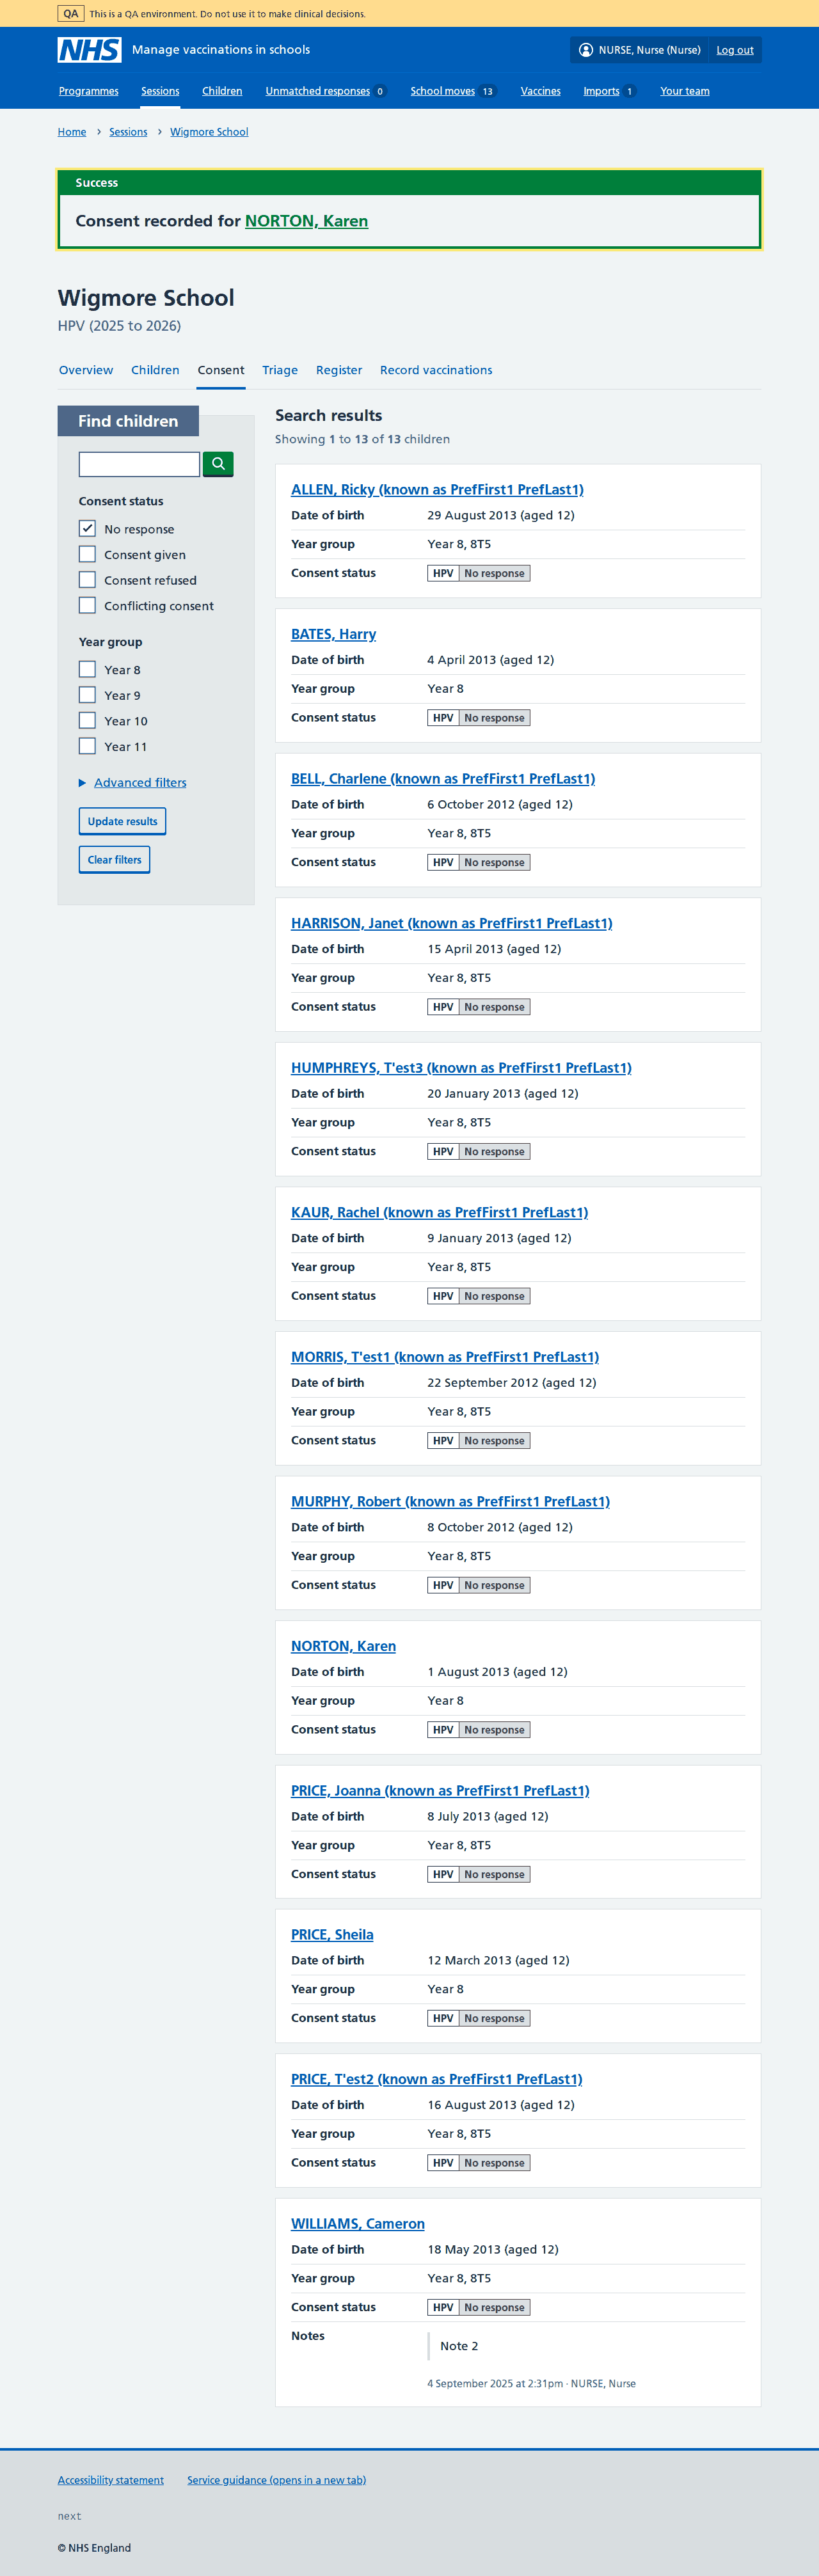 QA This is a QA environment. Do not use it to make clinical decisions.
NHS Manage vaccinations in schools NURSE, Nurse (Nurse) Log out
Programmes Sessions Children Unmatched responses 0 School moves 13 Vaccines Imports 1 Your team
Home Sessions Wigmore School
Success
Consent recorded for NORTON, Karen
Wigmore School
HPV (2025 to 2026)
Overview Children Consent Triage Register Record vaccinations
Find children
Consent status
No response
Consent given
Consent refused
Conflicting consent
Year group
Year 8
Year 9
Year 10
Year 11
Advanced filters
Update results
Clear filters
Search results
Showing 1 to 13 of 13 children
ALLEN, Ricky (known as PrefFirst1 PrefLast1)
Date of birth 29 August 2013 (aged 12)
Year group Year 8, 8T5
Consent status HPV No response
BATES, Harry
Date of birth 4 April 2013 (aged 12)
Year group Year 8
Consent status HPV No response
BELL, Charlene (known as PrefFirst1 PrefLast1)
Date of birth 6 October 2012 (aged 12)
Year group Year 8, 8T5
Consent status HPV No response
HARRISON, Janet (known as PrefFirst1 PrefLast1)
Date of birth 15 April 2013 (aged 12)
Year group Year 8, 8T5
Consent status HPV No response
HUMPHREYS, T'est3 (known as PrefFirst1 PrefLast1)
Date of birth 20 January 2013 (aged 12)
Year group Year 8, 8T5
Consent status HPV No response
KAUR, Rachel (known as PrefFirst1 PrefLast1)
Date of birth 9 January 2013 (aged 12)
Year group Year 8, 8T5
Consent status HPV No response
MORRIS, T'est1 (known as PrefFirst1 PrefLast1)
Date of birth 22 September 2012 (aged 12)
Year group Year 8, 8T5
Consent status HPV No response
MURPHY, Robert (known as PrefFirst1 PrefLast1)
Date of birth 8 October 2012 (aged 12)
Year group Year 8, 8T5
Consent status HPV No response
NORTON, Karen
Date of birth 1 August 2013 (aged 12)
Year group Year 8
Consent status HPV No response
PRICE, Joanna (known as PrefFirst1 PrefLast1)
Date of birth 8 July 2013 (aged 12)
Year group Year 8, 8T5
Consent status HPV No response
PRICE, Sheila
Date of birth 12 March 2013 (aged 12)
Year group Year 8
Consent status HPV No response
PRICE, T'est2 (known as PrefFirst1 PrefLast1)
Date of birth 16 August 2013 (aged 12)
Year group Year 8, 8T5
Consent status HPV No response
WILLIAMS, Cameron
Date of birth 18 May 2013 (aged 12)
Year group Year 8, 8T5
Consent status HPV No response
Notes Note 2
4 September 2025 at 2:31pm · NURSE, Nurse
Accessibility statement Service guidance (opens in a new tab)
next
© NHS England